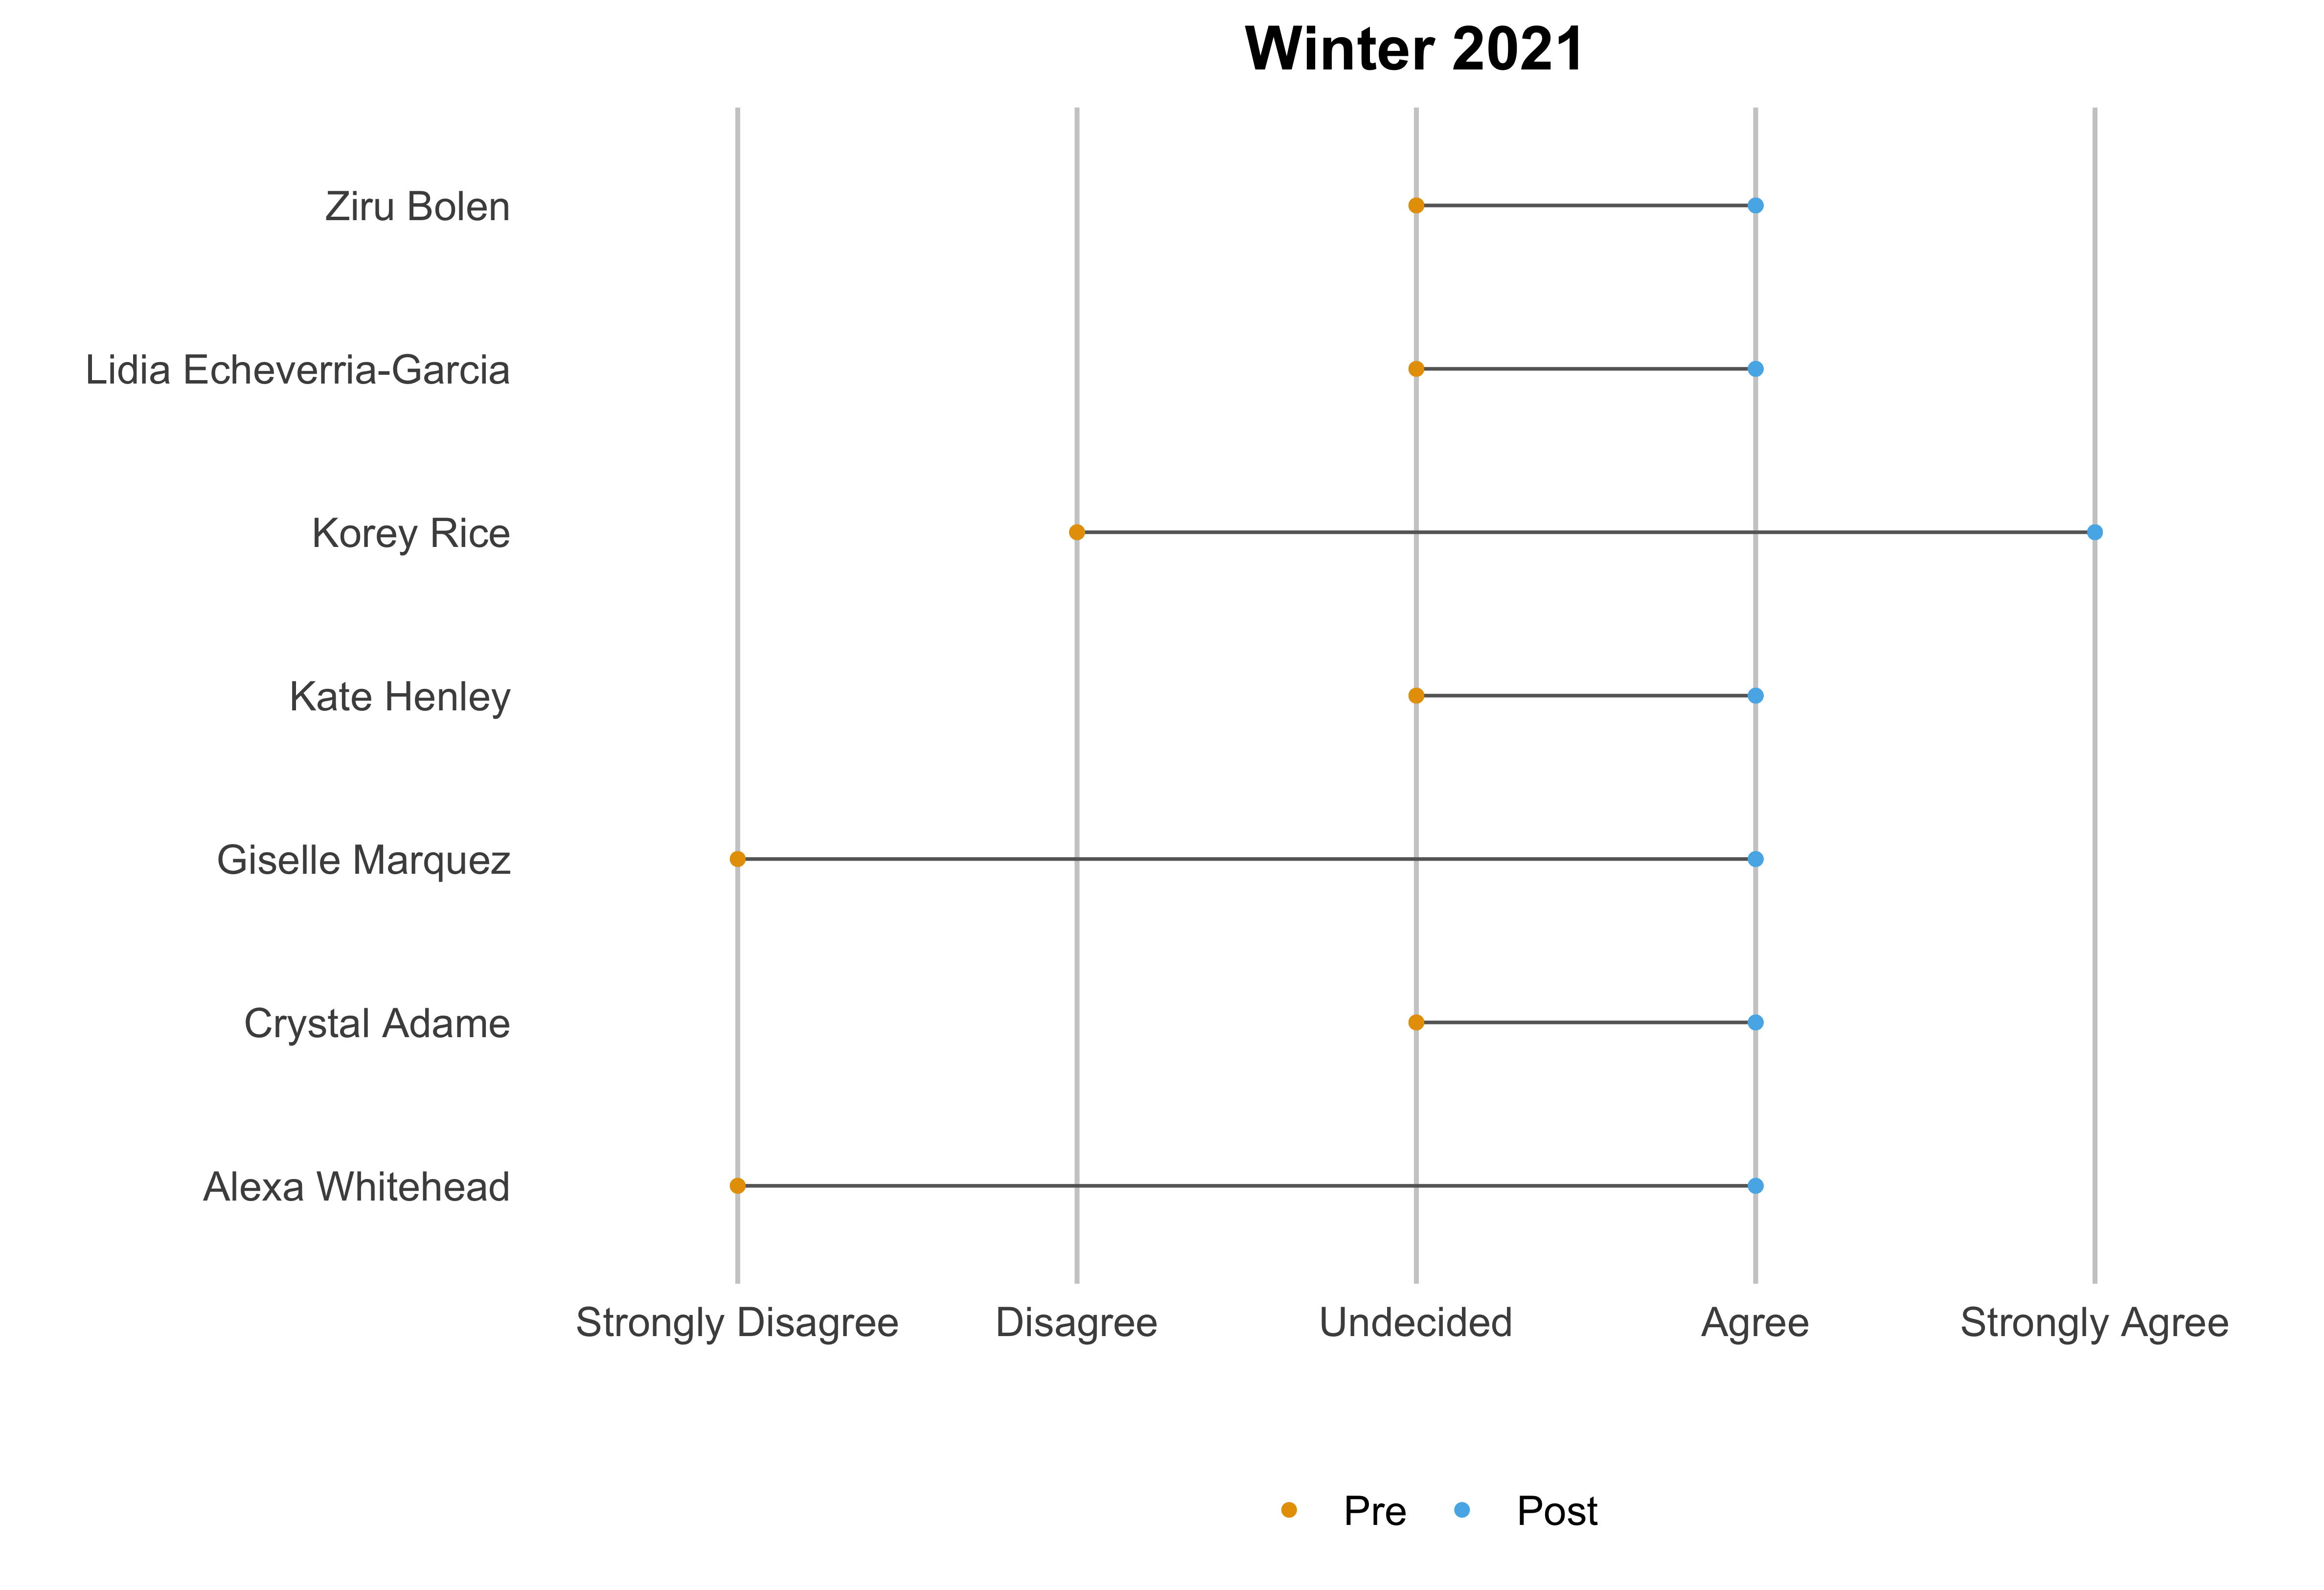 Winter 2021
Ziru Bolen
Lidia Echeverria-Garcia
Korey Rice
Kate Henley
Giselle Marquez
Crystal Adame
Alexa Whitehead
Strongly Disagree Disagree Undecided Agree Strongly Agree
Pre Post